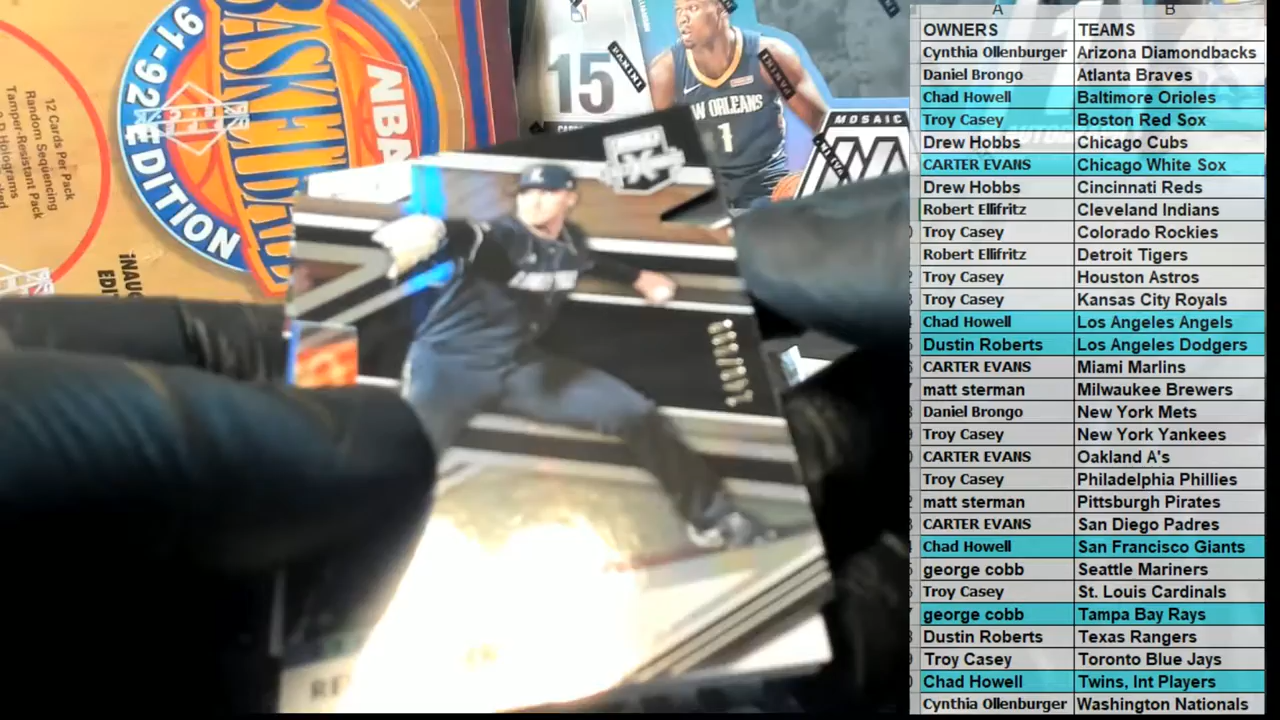 91-92 EDITION
BASKETBALL
NBA
12 Cards Per Pack
Random Sequencing
Tamper-Resistant Pack
D Holograms
15
PANINI
PANINI
NEW ORLEANS
1
MOSAIC
A B
OWNERS TEAMS
Cynthia Ollenburger Arizona Diamondbacks
Daniel Brongo Atlanta Braves
Chad Howell Baltimore Orioles
Troy Casey Boston Red Sox
Drew Hobbs Chicago Cubs
CARTER EVANS Chicago White Sox
Drew Hobbs Cincinnati Reds
Robert Ellifritz Cleveland Indians
Troy Casey Colorado Rockies
Robert Ellifritz Detroit Tigers
Troy Casey Houston Astros
Troy Casey Kansas City Royals
Chad Howell Los Angeles Angels
Dustin Roberts Los Angeles Dodgers
CARTER EVANS Miami Marlins
matt sterman Milwaukee Brewers
Daniel Brongo New York Mets
Troy Casey New York Yankees
CARTER EVANS Oakland A's
Troy Casey Philadelphia Phillies
matt sterman Pittsburgh Pirates
CARTER EVANS San Diego Padres
Chad Howell San Francisco Giants
george cobb Seattle Mariners
Troy Casey St. Louis Cardinals
george cobb Tampa Bay Rays
Dustin Roberts Texas Rangers
Troy Casey Toronto Blue Jays
Chad Howell Twins, Int Players
Cynthia Ollenburger Washington Nationals